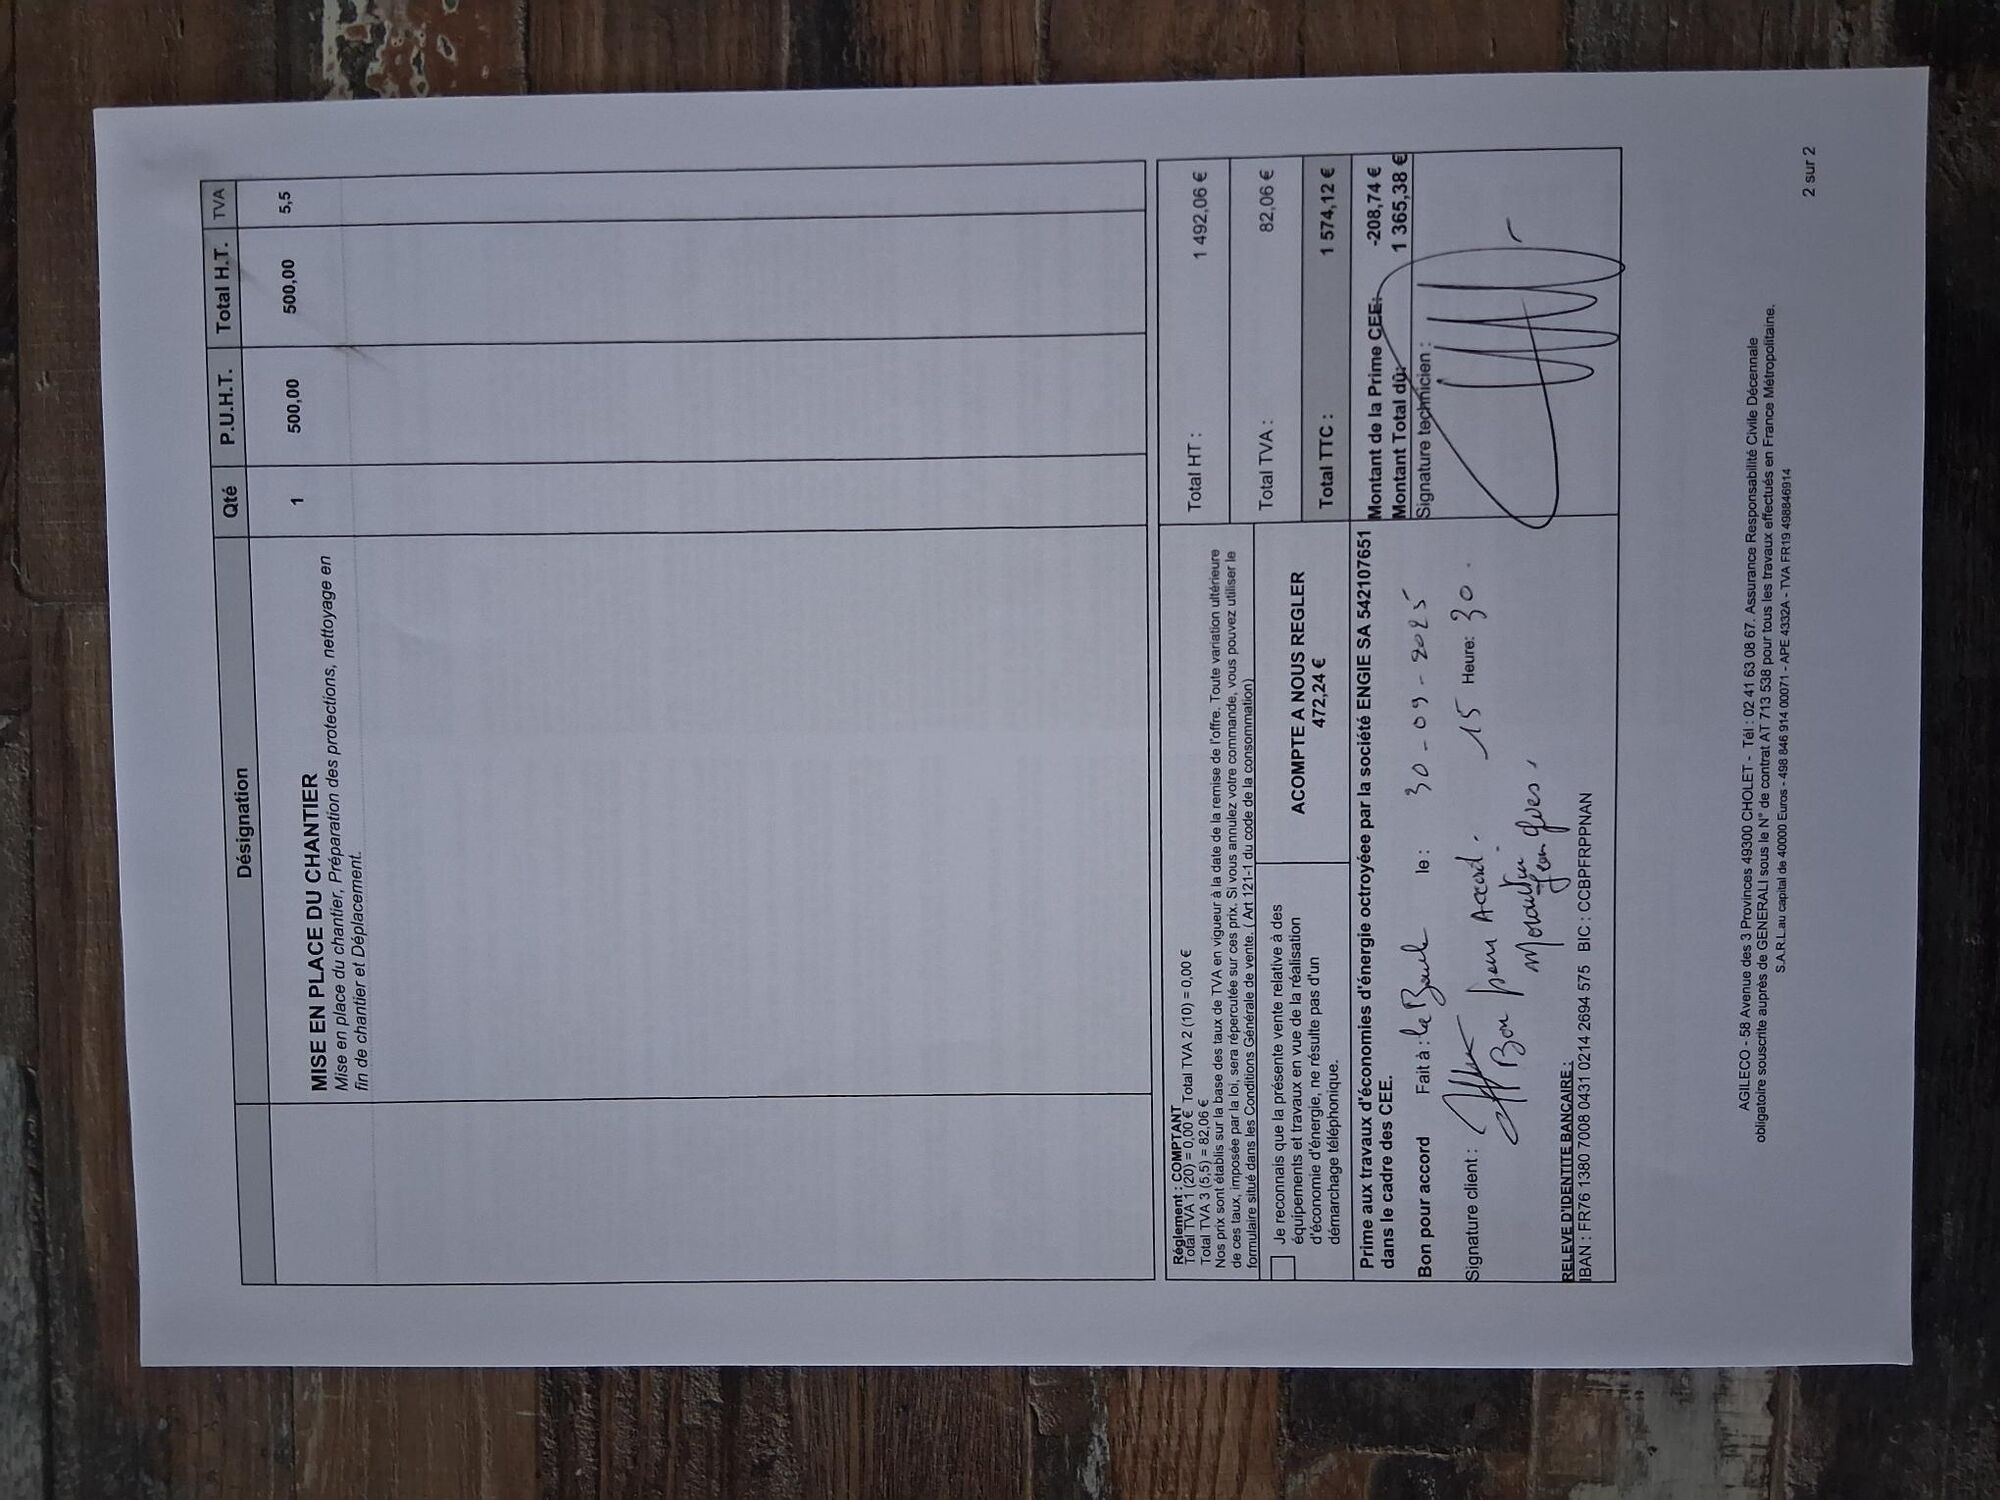 Désignation Qté P.U.H.T. Total H.T. TVA
MISE EN PLACE DU CHANTIER 1 500,00 500,00 5,5
Mise en place du chantier, Préparation des protections, nettoyage en
fin de chantier et Déplacement.
Réglement : COMPTANT
Total TVA 1 (20) = 0,00 € Total TVA 2 (10) = 0,00 €
Total TVA 3 (5,5) = 82,06 €
Nos prix sont établis sur la base des taux de TVA en vigueur à la date de la remise de l'offre. Toute variation ultérieure
de ces taux, imposée par la loi, sera répercutée sur ces prix. Si vous annulez votre commande, vous pouvez utiliser le
formulaire situé dans les Conditions Générale de vente. ( Art 121-1 du code de la consommation)
Total HT : 1 492,06 €
Total TVA : 82,06 €
Total TTC : 1 574,12 €
Je reconnais que la présente vente relative à des
équipements et travaux en vue de la réalisation
d'économie d'énergie, ne résulte pas d'un
démarchage téléphonique.
ACOMPTE A NOUS REGLER
472,24 €
Prime aux travaux d'économies d'énergie octroyéee par la société ENGIE SA 542107651
dans le cadre des CEE.
Montant de la Prime CEE: -208,74 €
Montant Total dû: 1 365,38 €
Bon pour accord Fait à : la Baule le : 30-09-2025
Signature technicien :
Signature client : 15 Heure: 30
Bon pour Accord.
Jean Yves
RELEVE D'IDENTITE BANCAIRE :
IBAN : FR76 1380 7008 0431 0214 2694 575 BIC : CCBPFRPPNAN
AGILECO - 58 Avenue des 3 Provinces 49300 CHOLET - Tél : 02 41 63 08 67. Assurance Responsabilité Civile Décennale
obligatoire souscrite auprès de GENERALI sous le N° de contrat AT 713 538 pour tous les travaux effectués en France Métropolitaine.
S.A.R.L.au capital de 40000 Euros - 498 846 914 00071 - APE 4332A - TVA FR19 498846914
2 sur 2